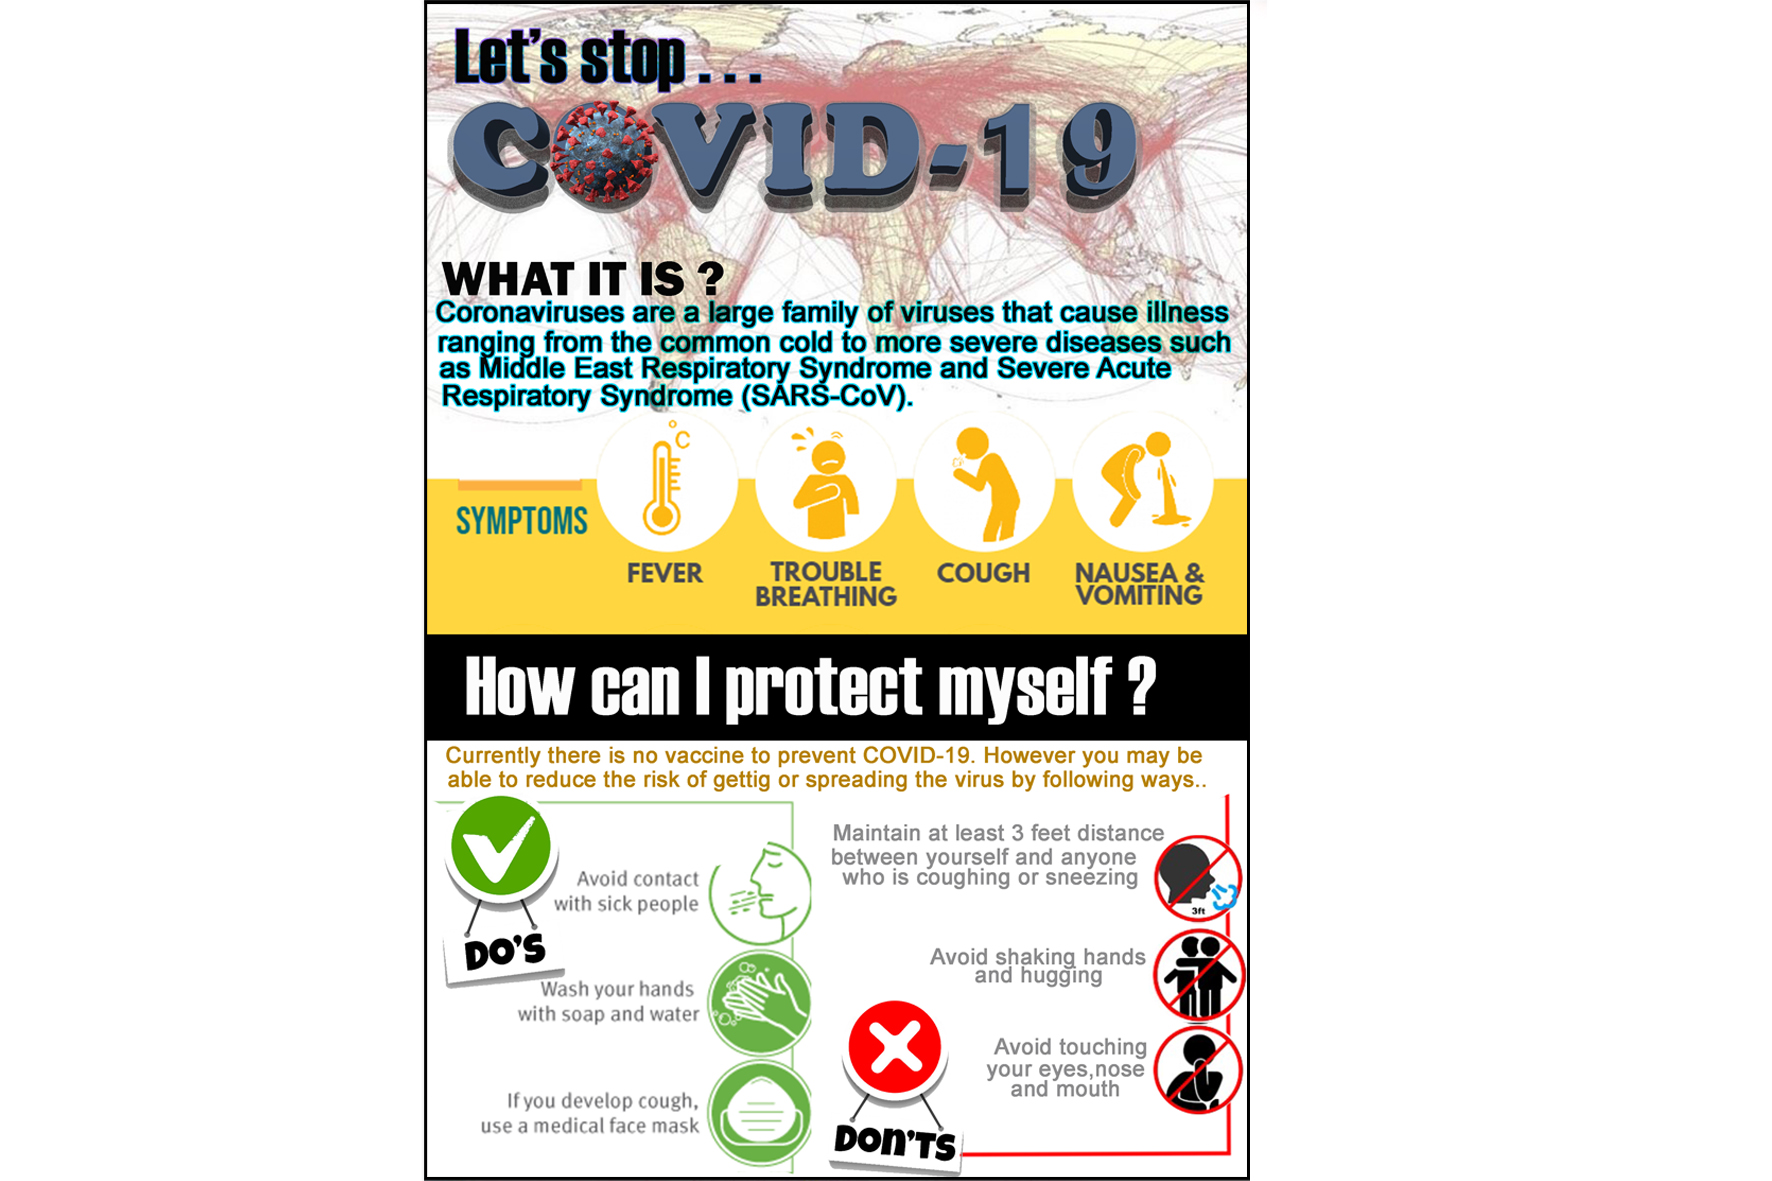 Let's stop . . .
COVID-19
WHAT IT IS ?
Coronaviruses are a large family of viruses that cause illness
ranging from the common cold to more severe diseases such
as Middle East Respiratory Syndrome and Severe Acute
Respiratory Syndrome (SARS-CoV).
°C
SYMPTOMS
FEVER
TROUBLE
BREATHING
COUGH
NAUSEA &
VOMITING
How can I protect myself ?
Currently there is no vaccine to prevent COVID-19. However you may be
able to reduce the risk of gettig or spreading the virus by following ways..
DO'S
Avoid contact
with sick people
Wash your hands
with soap and water
If you develop cough,
use a medical face mask
Maintain at least 3 feet distance
between yourself and anyone
who is coughing or sneezing
3ft
Avoid shaking hands
and hugging
Avoid touching
your eyes,nose
and mouth
DON'TS